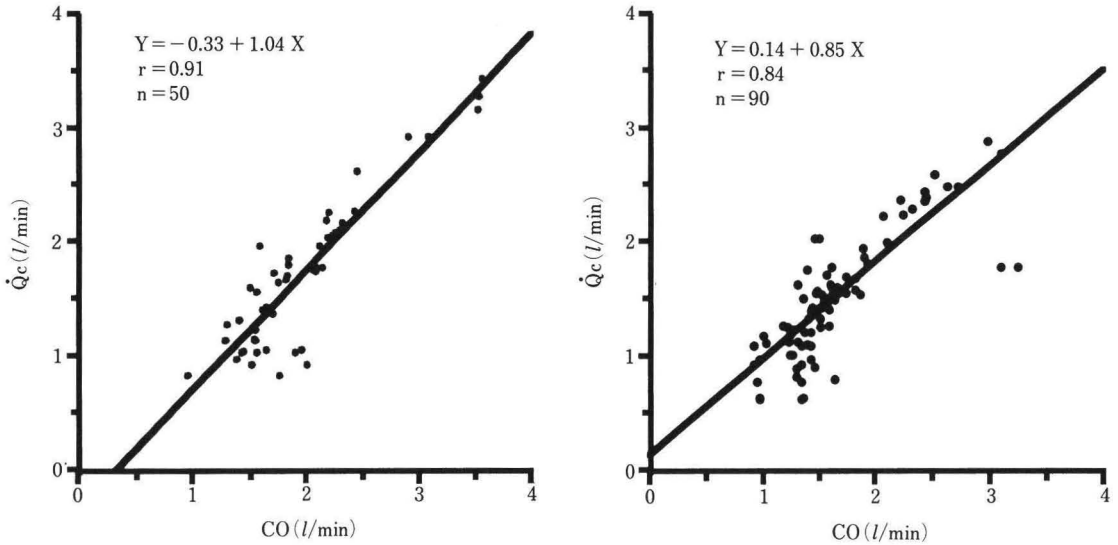 Y=−0.33 + 1.04 X
r=0.91
n=50
4
3
2
1
0
Q̇c (l/min)
0
1
2
3
4
CO (l/min)
Y=0.14 + 0.85 X
r=0.84
n=90
4
3
2
1
0
Q̇c (l/min)
0
1
2
3
4
CO (l/min)